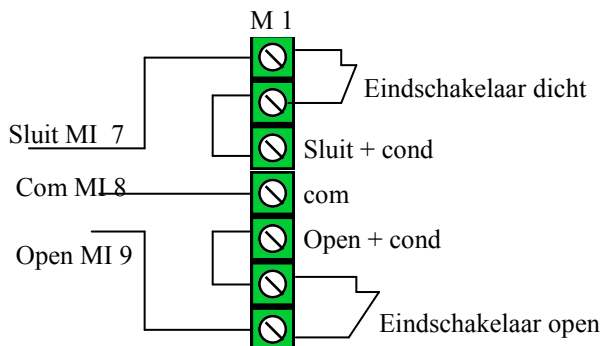 M 1
Eindschakelaar dicht
Sluit MI 7
Sluit + cond
Com MI 8
com
Open + cond
Open MI 9
Eindschakelaar open